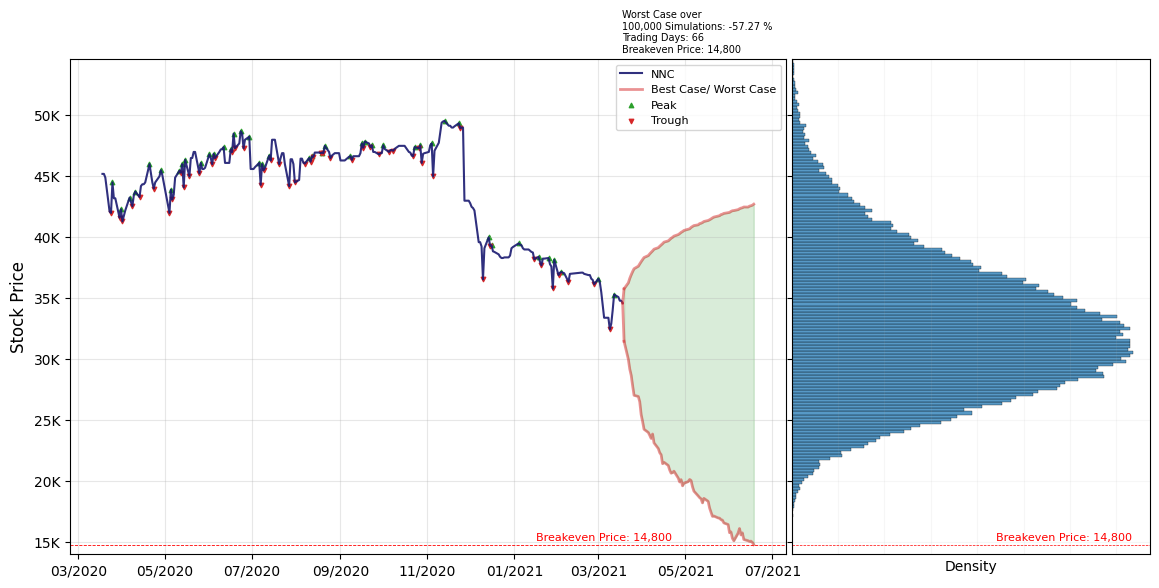 Worst Case over
100,000 Simulations: -57.27 %
Trading Days: 66
Breakeven Price: 14,800
NNC
Best Case/ Worst Case
Peak
Trough
Stock Price
50K
45K
40K
35K
30K
25K
20K
15K
Breakeven Price: 14,800
Breakeven Price: 14,800
03/2020
05/2020
07/2020
09/2020
11/2020
01/2021
03/2021
05/2021
07/2021
Density